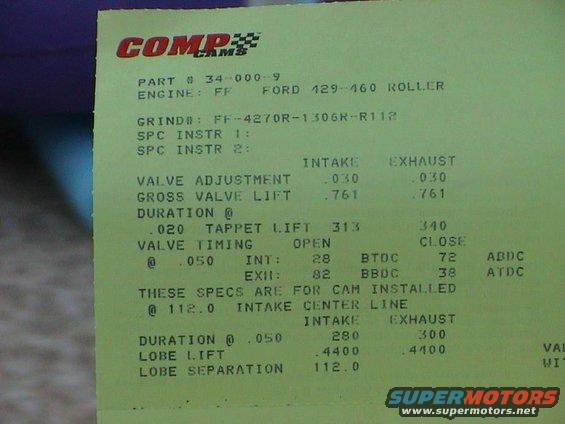 COMP
CAMS
PART # 34-000-9
ENGINE: FF FORD 429-460 ROLLER
GRIND#: FF-4270R-1306R-R112
SPC INSTR 1:
SPC INSTR 2:
INTAKE EXHAUST
VALVE ADJUSTMENT .030 .030
GROSS VALVE LIFT .761 .761
DURATION @
.020 TAPPET LIFT 313 340
VALVE TIMING OPEN CLOSE
@ .050 INT: 28 BTDC 72 ABDC
EXH: 82 BBDC 38 ATDC
THESE SPECS ARE FOR CAM INSTALLED
@ 112.0 INTAKE CENTER LINE
INTAKE EXHAUST
DURATION @ .050 280 300
LOBE LIFT .4400 .4400
LOBE SEPARATION 112.0
VAL
WIT
SUPERMOTORS
www.supermotors.net